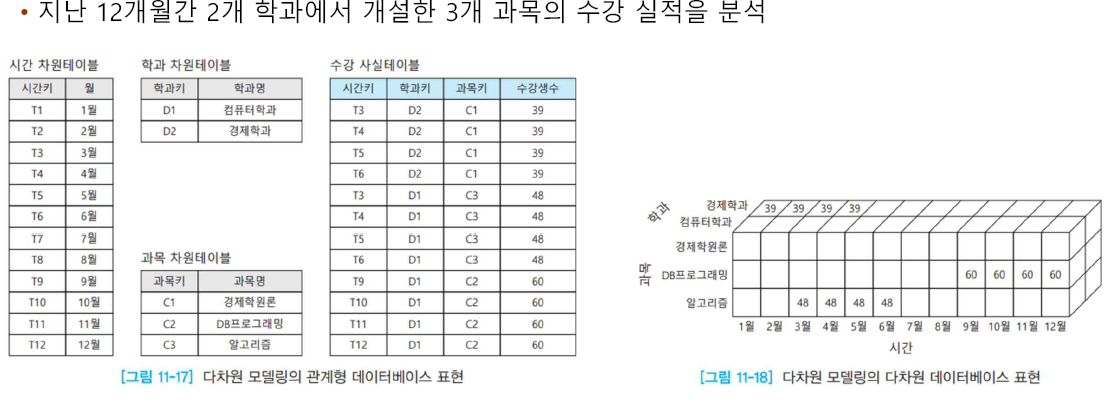 • 지난 12개월간 2개 학과에서 개설한 3개 과목의 수강 실적을 분석
시간 차원테이블
시간키 월
T1 1월
T2 2월
T3 3월
T4 4월
T5 5월
T6 6월
T7 7월
T8 8월
T9 9월
T10 10월
T11 11월
T12 12월
학과 차원테이블
학과키 학과명
D1 컴퓨터학과
D2 경제학과
과목 차원테이블
과목키 과목명
C1 경제학원론
C2 DB프로그래밍
C3 알고리즘
수강 사실테이블
시간키 학과키 과목키 수강생수
T3 D2 C1 39
T4 D2 C1 39
T5 D2 C1 39
T6 D2 C1 39
T3 D1 C3 48
T4 D1 C3 48
T5 D1 C3 48
T6 D1 C3 48
T9 D1 C2 60
T10 D1 C2 60
T11 D1 C2 60
T12 D1 C2 60
[그림 11-17] 다차원 모델링의 관계형 데이터베이스 표현
학과
경제학과 39 39 39 39
컴퓨터학과
과목
경제학원론
DB프로그래밍 60 60 60 60
알고리즘 48 48 48 48
1월 2월 3월 4월 5월 6월 7월 8월 9월 10월 11월 12월
시간
[그림 11-18] 다차원 모델링의 다차원 데이터베이스 표현